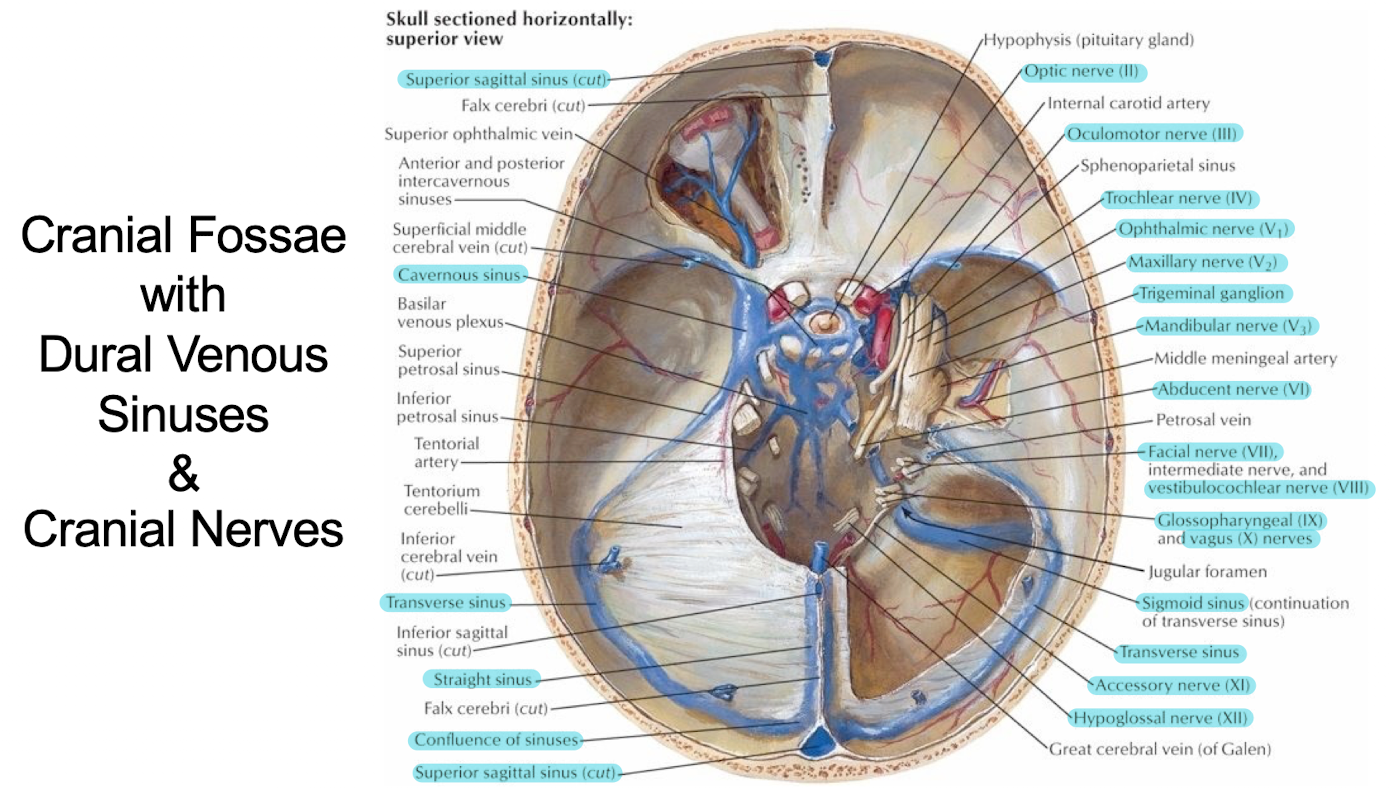 Cranial Fossae
with
Dural Venous
Sinuses
&
Cranial Nerves
Skull sectioned horizontally:
superior view
Superior sagittal sinus (cut)
Falx cerebri (cut)
Superior ophthalmic vein
Anterior and posterior
intercavernous
sinuses
Superficial middle
cerebral vein (cut)
Cavernous sinus
Basilar
venous plexus
Superior
petrosal sinus
Inferior
petrosal sinus
Tentorial
artery
Tentorium
cerebelli
Inferior
cerebral vein
(cut)
Transverse sinus
Inferior sagittal
sinus (cut)
Straight sinus
Falx cerebri (cut)
Confluence of sinuses
Superior sagittal sinus (cut)
Hypophysis (pituitary gland)
Optic nerve (II)
Internal carotid artery
Oculomotor nerve (III)
Sphenoparietal sinus
Trochlear nerve (IV)
Ophthalmic nerve (V₁)
Maxillary nerve (V₂)
Trigeminal ganglion
Mandibular nerve (V₃)
Middle meningeal artery
Abducent nerve (VI)
Petrosal vein
Facial nerve (VII),
intermediate nerve, and
vestibulocochlear nerve (VIII)
Glossopharyngeal (IX)
and vagus (X) nerves
Jugular foramen
Sigmoid sinus (continuation
of transverse sinus)
Transverse sinus
Accessory nerve (XI)
Hypoglossal nerve (XII)
Great cerebral vein (of Galen)